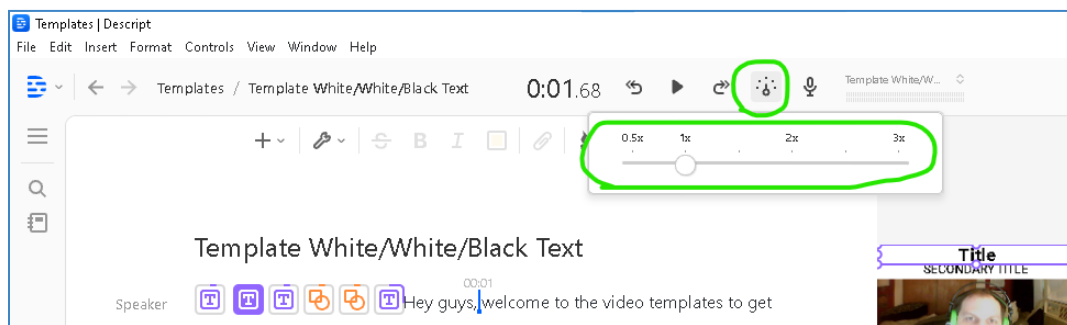 Templates | Descript
File Edit Insert Format Controls View Window Help
Templates / Template White/White/Black Text
0:01.68
Template White/W...
0.5x 1x 2x 3x
B I
Template White/White/Black Text
Title
SECONDARY TITLE
00:01
Speaker
T T T T Hey guys, welcome to the video templates to get